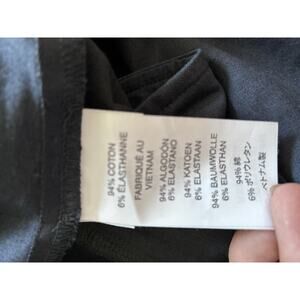 94% COTON
6% ÉLASTHANNE
FABRIQUÉ AU
VIETNAM
94% ALGODÓN
6% ELASTANO
94% KATOEN
6% ELASTAAN
94% BAUMWOLLE
6% ELASTHAN
94% 綿
6% ポリウレタン
ベトナム製